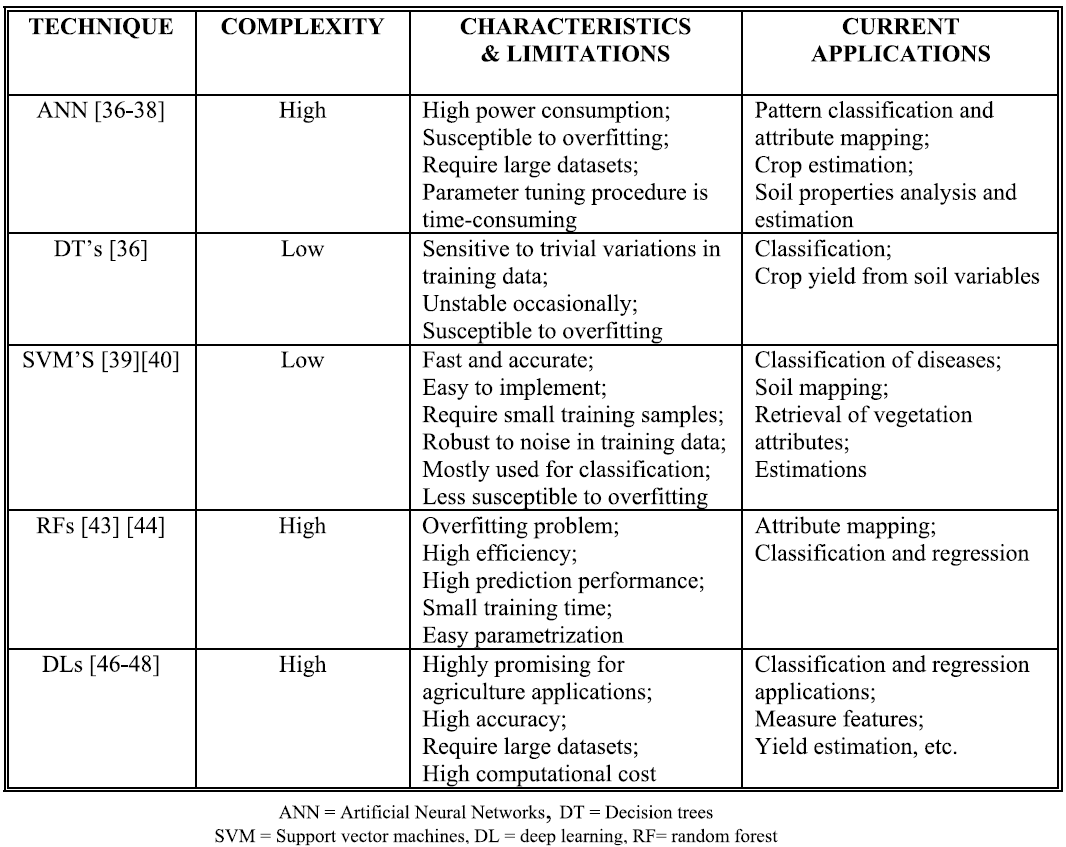 TECHNIQUE COMPLEXITY CHARACTERISTICS CURRENT
& LIMITATIONS APPLICATIONS
ANN [36-38] High High power consumption; Pattern classification and
Susceptible to overfitting; attribute mapping;
Require large datasets; Crop estimation;
Parameter tuning procedure is Soil properties analysis and
time-consuming estimation
DT's [36] Low Sensitive to trivial variations in Classification;
training data; Crop yield from soil variables
Unstable occasionally;
Susceptible to overfitting
SVM'S [39][40] Low Fast and accurate; Classification of diseases;
Easy to implement; Soil mapping;
Require small training samples; Retrieval of vegetation
Robust to noise in training data; attributes;
Mostly used for classification; Estimations
Less susceptible to overfitting
RFs [43] [44] High Overfitting problem; Attribute mapping;
High efficiency; Classification and regression
High prediction performance;
Small training time;
Easy parametrization
DLs [46-48] High Highly promising for Classification and regression
agriculture applications; applications;
High accuracy; Measure features;
Require large datasets; Yield estimation, etc.
High computational cost
ANN = Artificial Neural Networks, DT = Decision trees
SVM = Support vector machines, DL = deep learning, RF= random forest